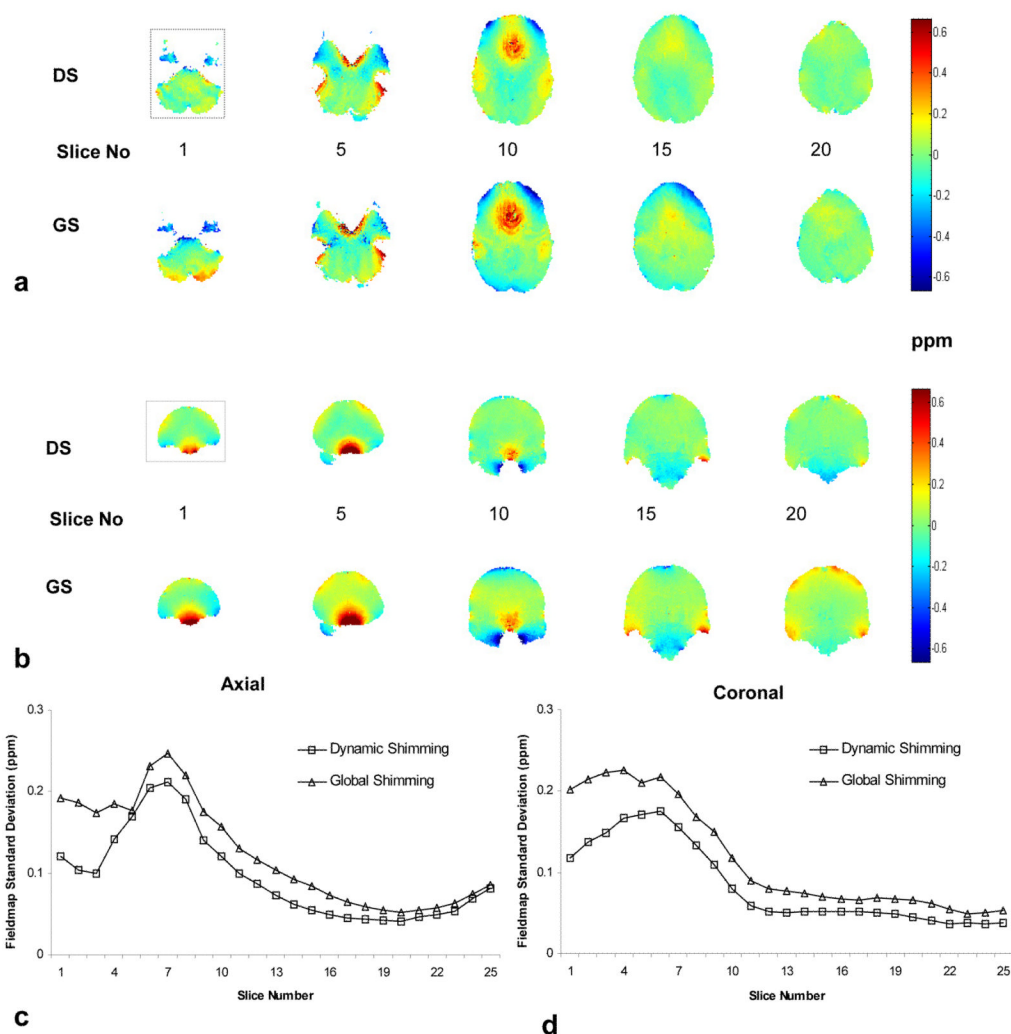 DS
Slice No 1 5 10 15 20
GS
a
0.6
0.4
0.2
0
-0.2
-0.4
-0.6
ppm
DS
Slice No 1 5 10 15 20
GS
b
0.6
0.4
0.2
0
-0.2
-0.4
-0.6
Axial
Fieldmap Standard Deviation (ppm)
0.3
0.2
0.1
0
Dynamic Shimming
Global Shimming
1 4 7 10 13 16 19 22 25
Slice Number
c
Coronal
Fieldmap Standard Deviation (ppm)
0.3
0.2
0.1
0
Dynamic Shimming
Global Shimming
1 4 7 10 13 16 19 22 25
Slice Number
d